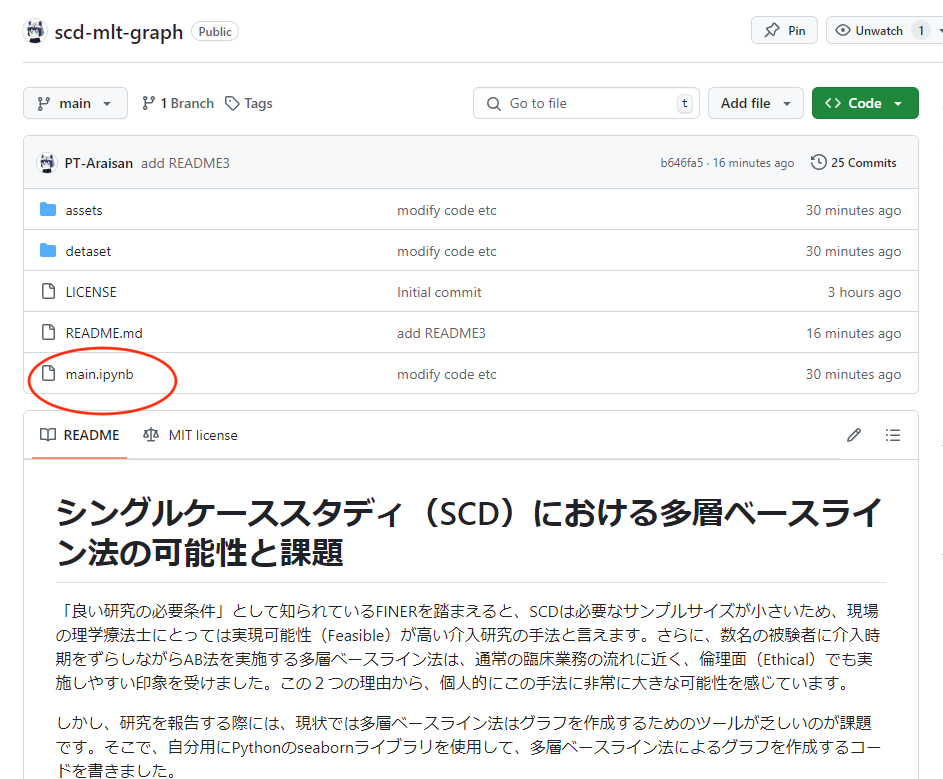 scd-mlt-graph Public Pin Unwatch 1
main 1 Branch Tags Go to file t Add file Code
PT-Araisan add README3 b646fa5 · 16 minutes ago 25 Commits
assets modify code etc 30 minutes ago
detaset modify code etc 30 minutes ago
LICENSE Initial commit 3 hours ago
README.md add README3 16 minutes ago
main.ipynb modify code etc 30 minutes ago
README MIT license
シングルケーススタディ（SCD）における多層ベースライ
ン法の可能性と課題
「良い研究の必要条件」として知られているFINERを踏まえると、SCDは必要なサンプルサイズが小さいため、現場
の理学療法士にとっては実現可能性（Feasible）が高い介入研究の手法と言えます。さらに、数名の被験者に介入時
期をずらしながらAB法を実施する多層ベースライン法は、通常の臨床業務の流れに近く、倫理面（Ethical）でも実
施しやすい印象を受けました。この２つの理由から、個人的にこの手法に非常に大きな可能性を感じています。
しかし、研究を報告する際には、現状では多層ベースライン法はグラフを作成するためのツールが乏しいのが課題
です。そこで、自分用にPythonのseabornライブラリを使用して、多層ベースライン法によるグラフを作成するコー
ドを書きました。